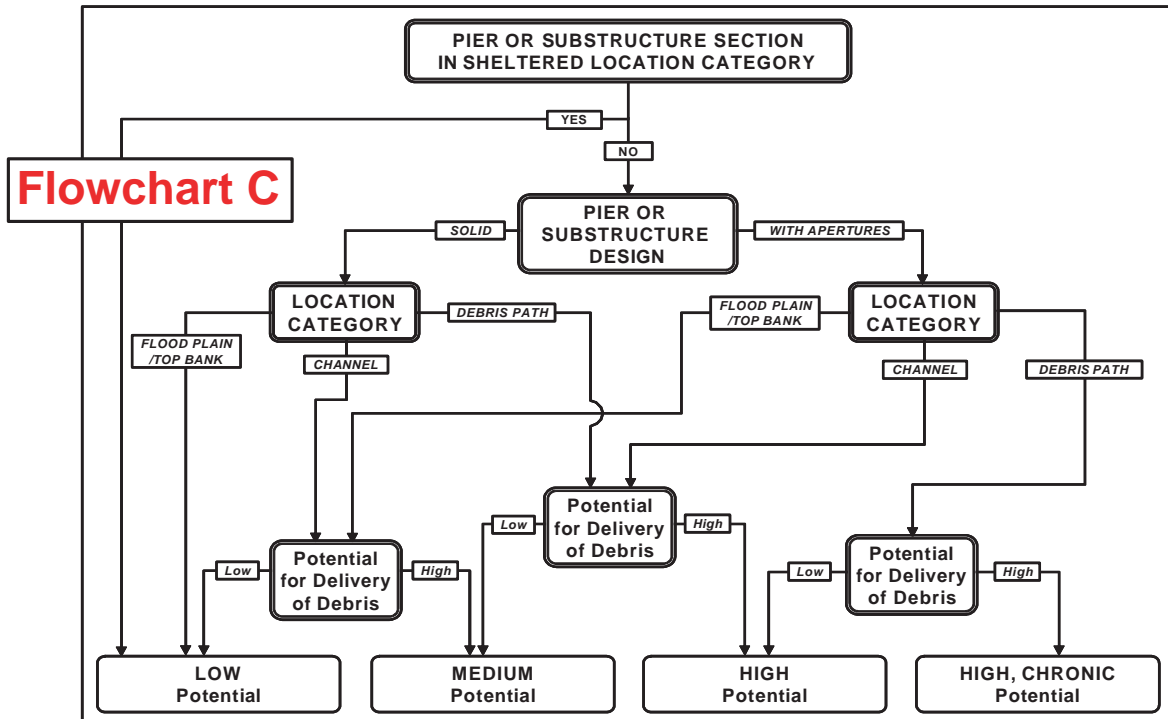 PIER OR SUBSTRUCTURE SECTION
IN SHELTERED LOCATION CATEGORY
YES
NO
Flowchart C
PIER OR
SUBSTRUCTURE
DESIGN
SOLID
WITH APERTURES
LOCATION
CATEGORY
DEBRIS PATH
FLOOD PLAIN
/TOP BANK
LOCATION
CATEGORY
FLOOD PLAIN
/TOP BANK
CHANNEL
CHANNEL
DEBRIS PATH
Potential
for Delivery
of Debris
Low
High
Potential
for Delivery
of Debris
Low
High
Potential
for Delivery
of Debris
Low
High
LOW
Potential
MEDIUM
Potential
HIGH
Potential
HIGH, CHRONIC
Potential